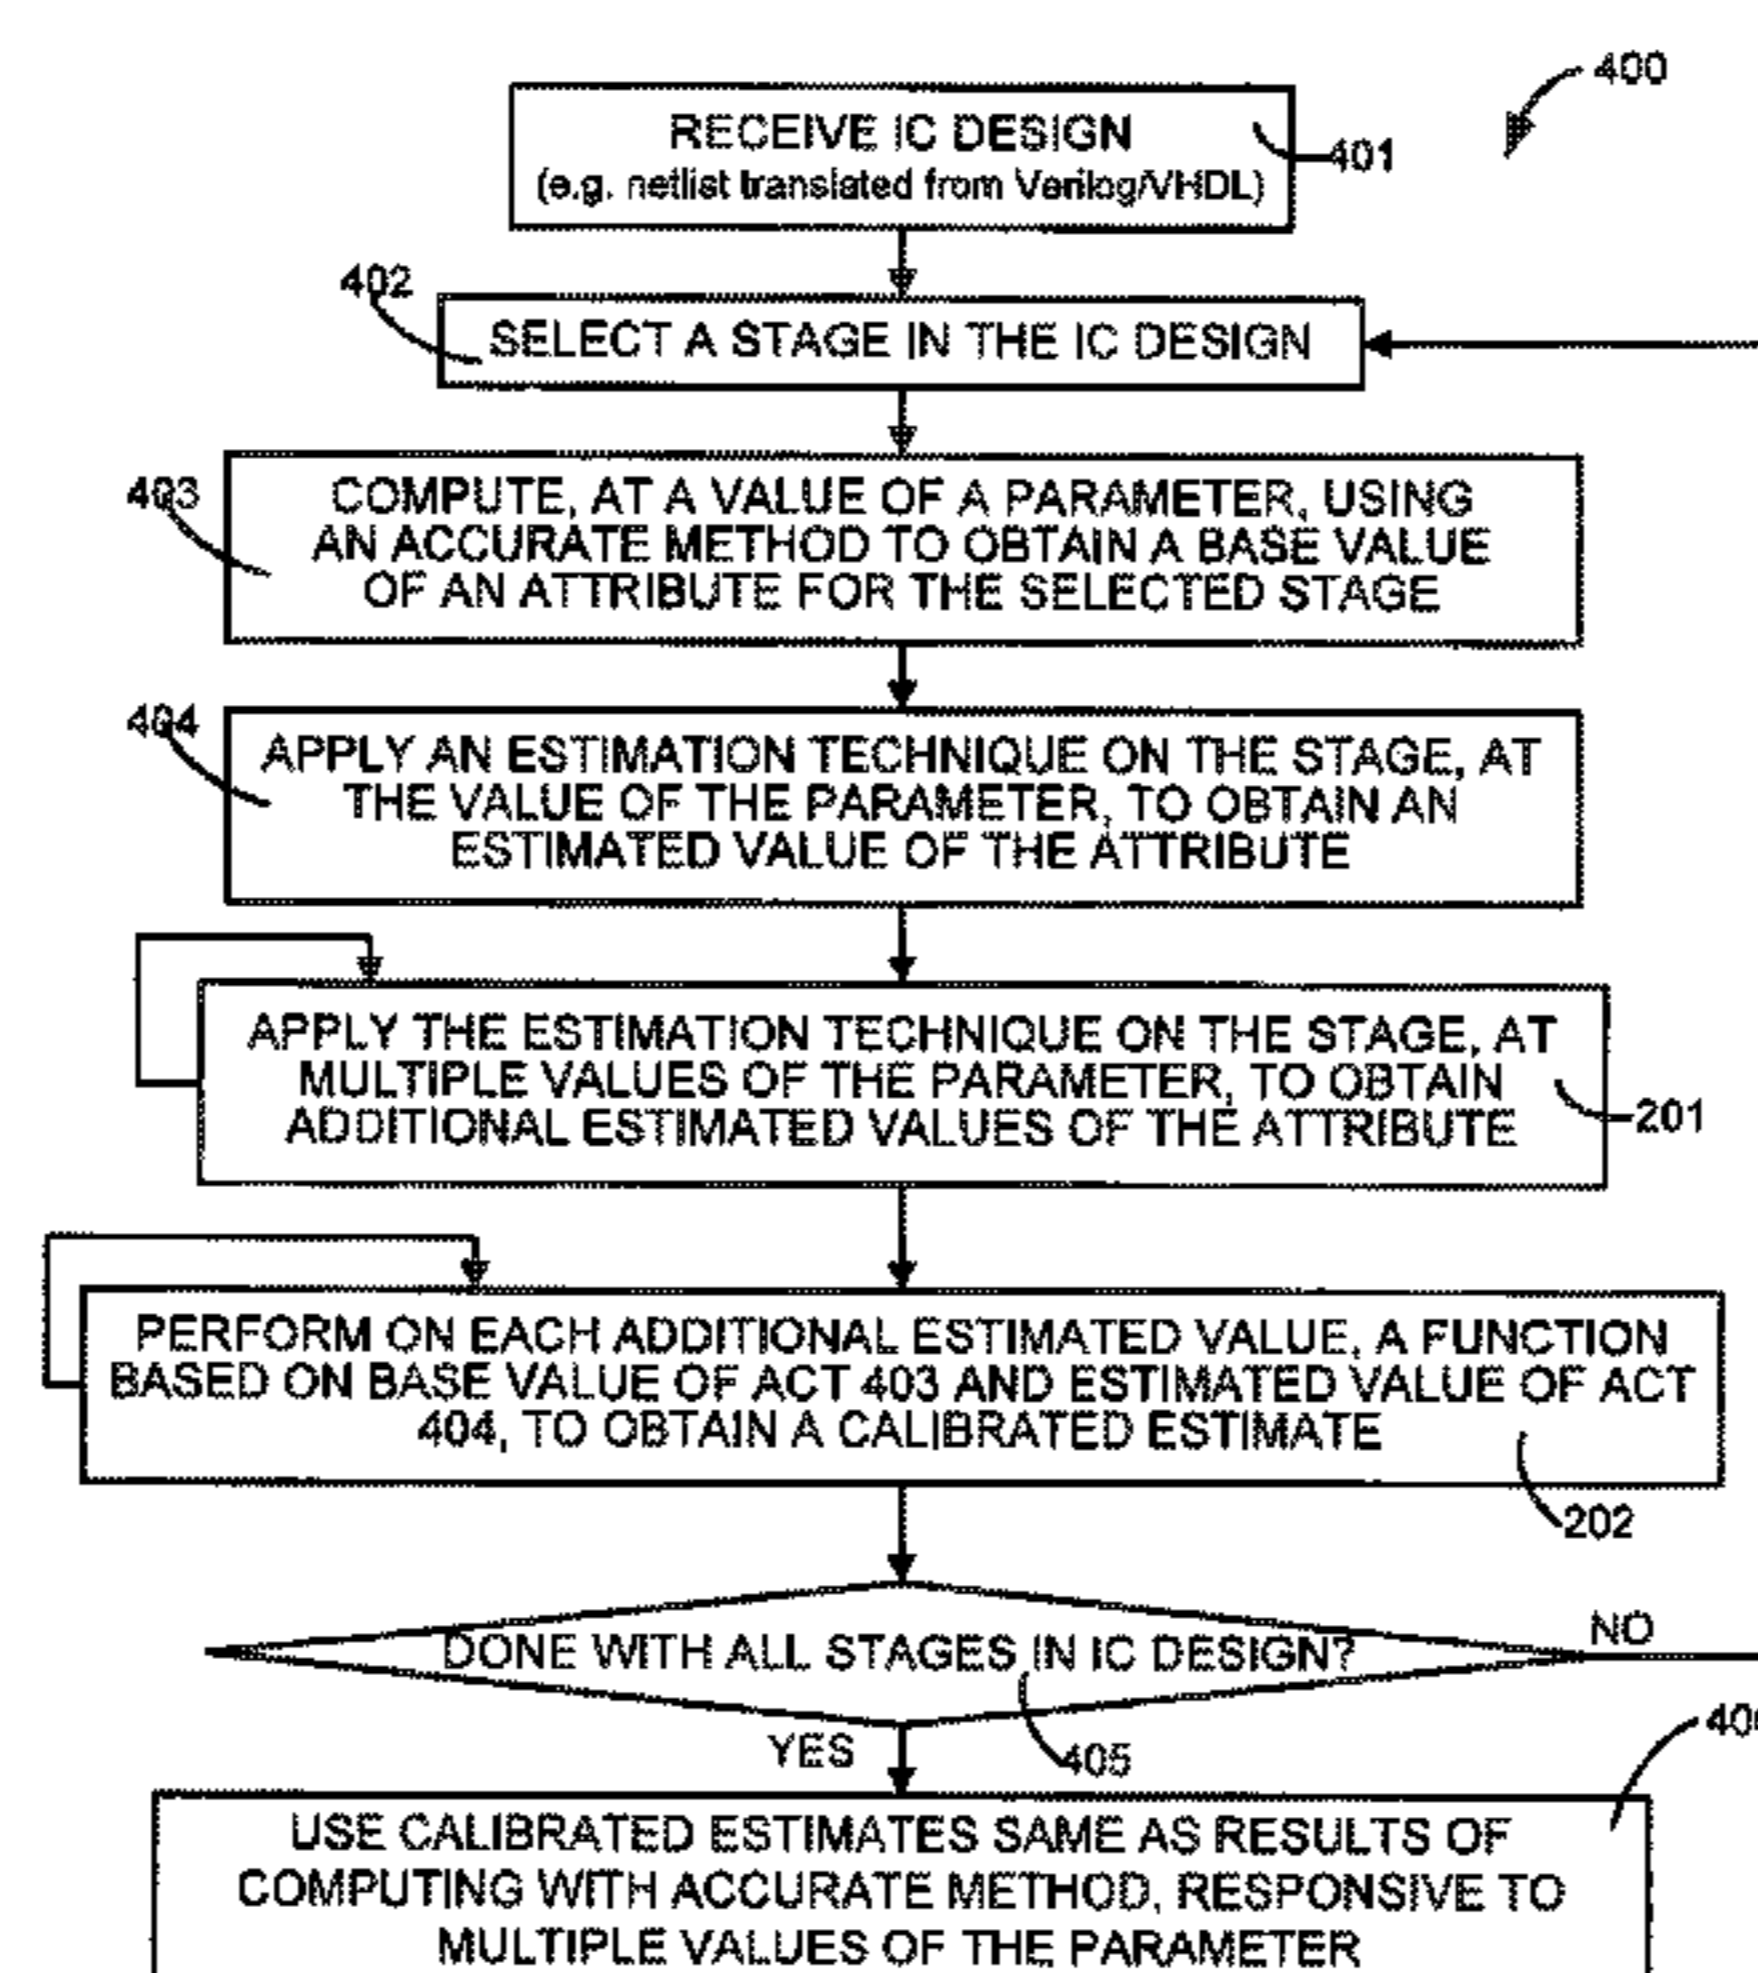 400
RECEIVE IC DESIGN
(e.g. netlist translated from Verilog/VHDL)
401
402
SELECT A STAGE IN THE IC DESIGN
403
COMPUTE, AT A VALUE OF A PARAMETER, USING
AN ACCURATE METHOD TO OBTAIN A BASE VALUE
OF AN ATTRIBUTE FOR THE SELECTED STAGE
404
APPLY AN ESTIMATION TECHNIQUE ON THE STAGE, AT
THE VALUE OF THE PARAMETER, TO OBTAIN AN
ESTIMATED VALUE OF THE ATTRIBUTE
APPLY THE ESTIMATION TECHNIQUE ON THE STAGE, AT
MULTIPLE VALUES OF THE PARAMETER, TO OBTAIN
ADDITIONAL ESTIMATED VALUES OF THE ATTRIBUTE
201
PERFORM ON EACH ADDITIONAL ESTIMATED VALUE, A FUNCTION
BASED ON BASE VALUE OF ACT 403 AND ESTIMATED VALUE OF ACT
404, TO OBTAIN A CALIBRATED ESTIMATE
202
DONE WITH ALL STAGES IN IC DESIGN?
NO
YES
405
USE CALIBRATED ESTIMATES SAME AS RESULTS OF
COMPUTING WITH ACCURATE METHOD, RESPONSIVE TO
MULTIPLE VALUES OF THE PARAMETER